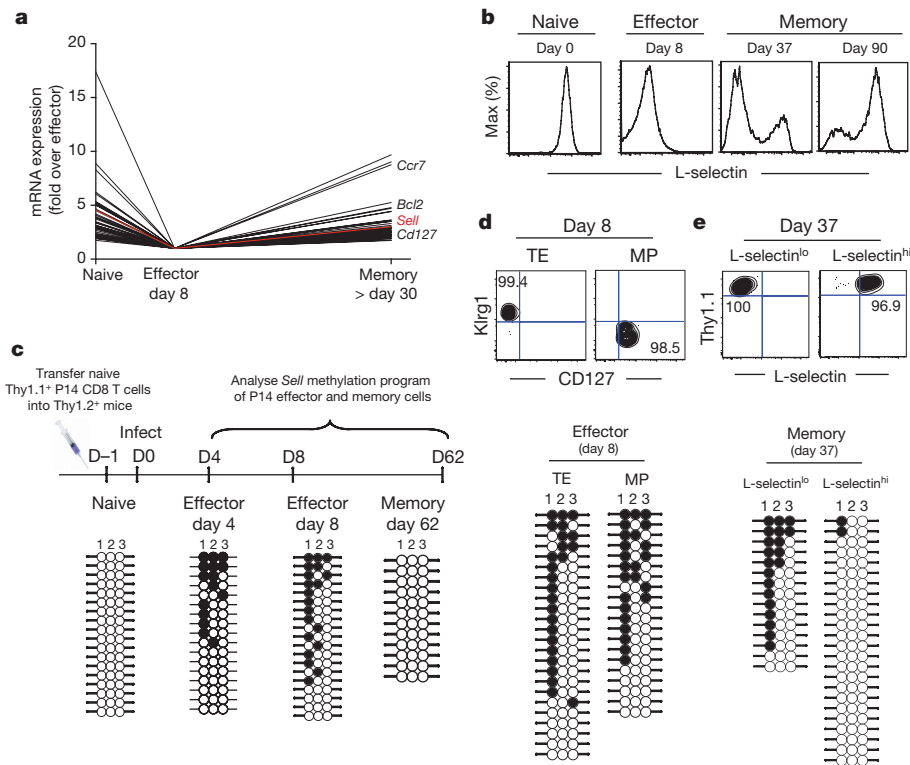 a
20
15
10
5
0
mRNA expression
(fold over effector)
Ccr7
Bcl2
Sell
Cd127
Naive
Effector
day 8
Memory
> day 30
b
Naive
Effector
Memory
Day 0
Day 8
Day 37
Day 90
Max (%)
L-selectin
d
Day 8
TE
MP
99.4
98.5
Klrg1
CD127
e
Day 37
L-selectinlo
L-selectinhi
100
96.9
Thy1.1
L-selectin
c
Transfer naive
Thy1.1+ P14 CD8 T cells
into Thy1.2+ mice
Analyse Sell methylation program
of P14 effector and memory cells
Infect
D–1
D0
D4
D8
D62
Naive
Effector
day 4
Effector
day 8
Memory
day 62
1 2 3
1 2 3
1 2 3
1 2 3
Effector
(day 8)
TE
MP
1 2 3
1 2 3
Memory
(day 37)
L-selectinlo
L-selectinhi
1 2 3
1 2 3